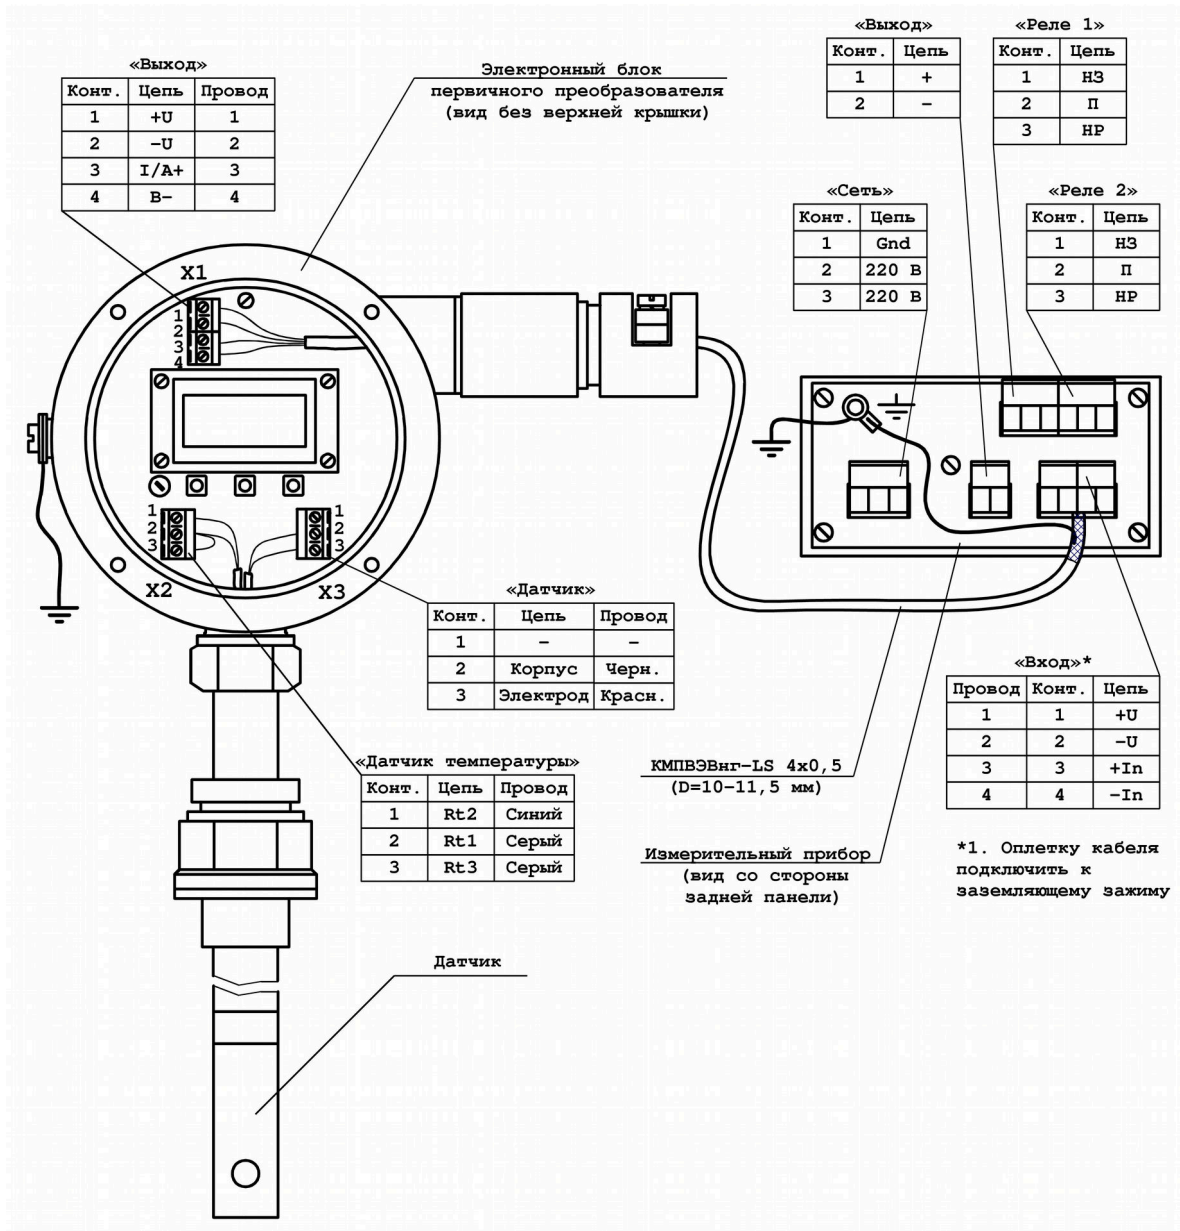 «Выход»
Конт. Цепь Провод
1 +U 1
2 –U 2
3 I/A+ 3
4 B– 4
Электронный блок
первичного преобразователя
(вид без верхней крышки)
«Выход»
Конт. Цепь
1 +
2 –
«Реле 1»
Конт. Цепь
1 НЗ
2 П
3 НР
«Сеть»
Конт. Цепь
1 Gnd
2 220 В
3 220 В
«Реле 2»
Конт. Цепь
1 НЗ
2 П
3 НР
X1
1
2
3
4
1
2
3
X2
1
2
3
X3
«Датчик»
Конт. Цепь Провод
1 – –
2 Корпус Черн.
3 Электрод Красн.
«Датчик температуры»
Конт. Цепь Провод
1 Rt2 Синий
2 Rt1 Серый
3 Rt3 Серый
КМПВЭВнг–LS 4x0,5
(D=10–11,5 мм)
Измерительный прибор
(вид со стороны
задней панели)
«Вход»*
Провод Конт. Цепь
1 1 +U
2 2 –U
3 3 +In
4 4 –In
*1. Оплетку кабеля
подключить к
заземляющему зажиму
Датчик